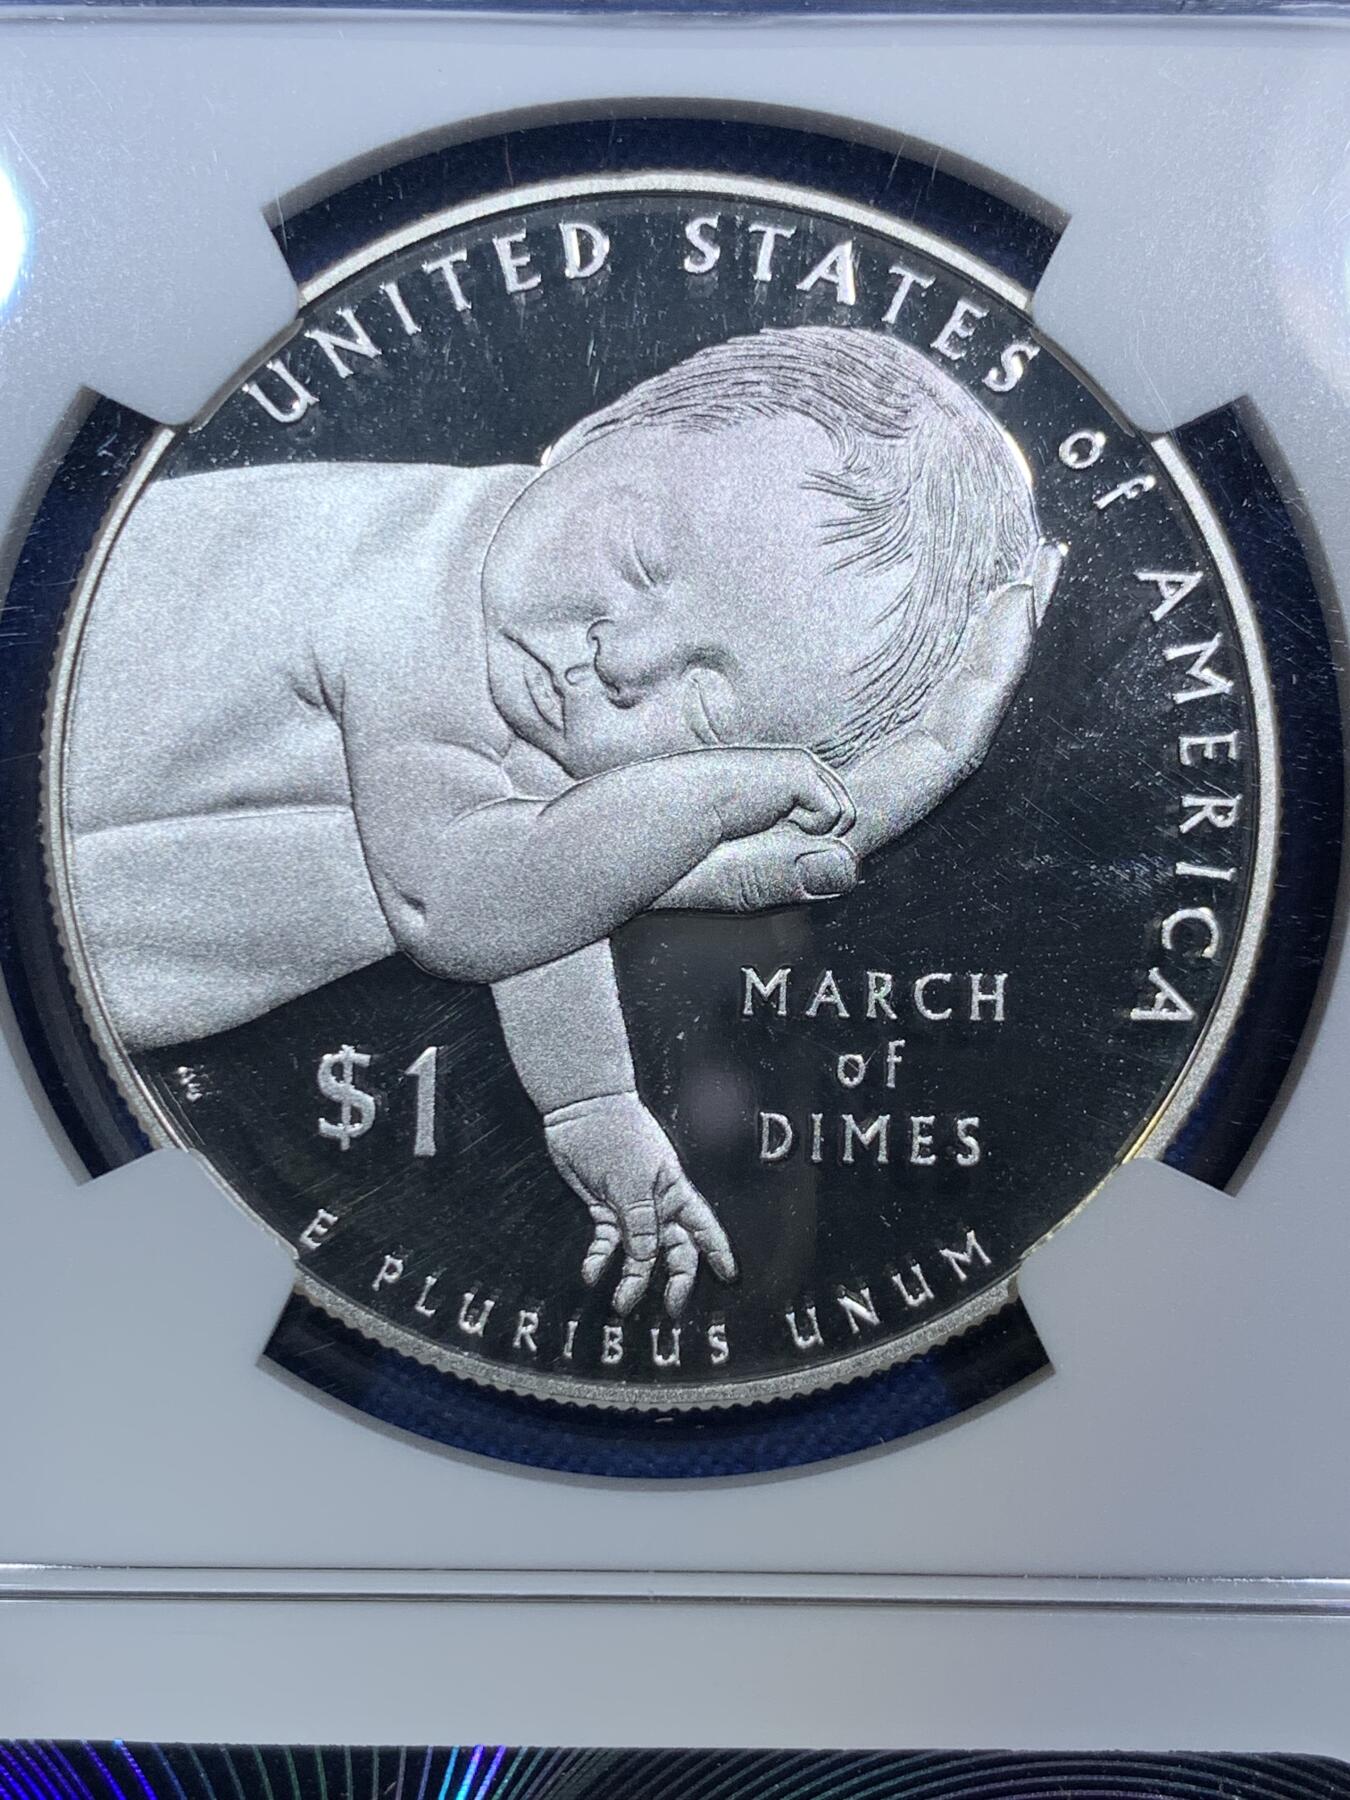 UNITED STATES of AMERICA
MARCH
of
DIMES
$1
E PLURIBUS UNUM